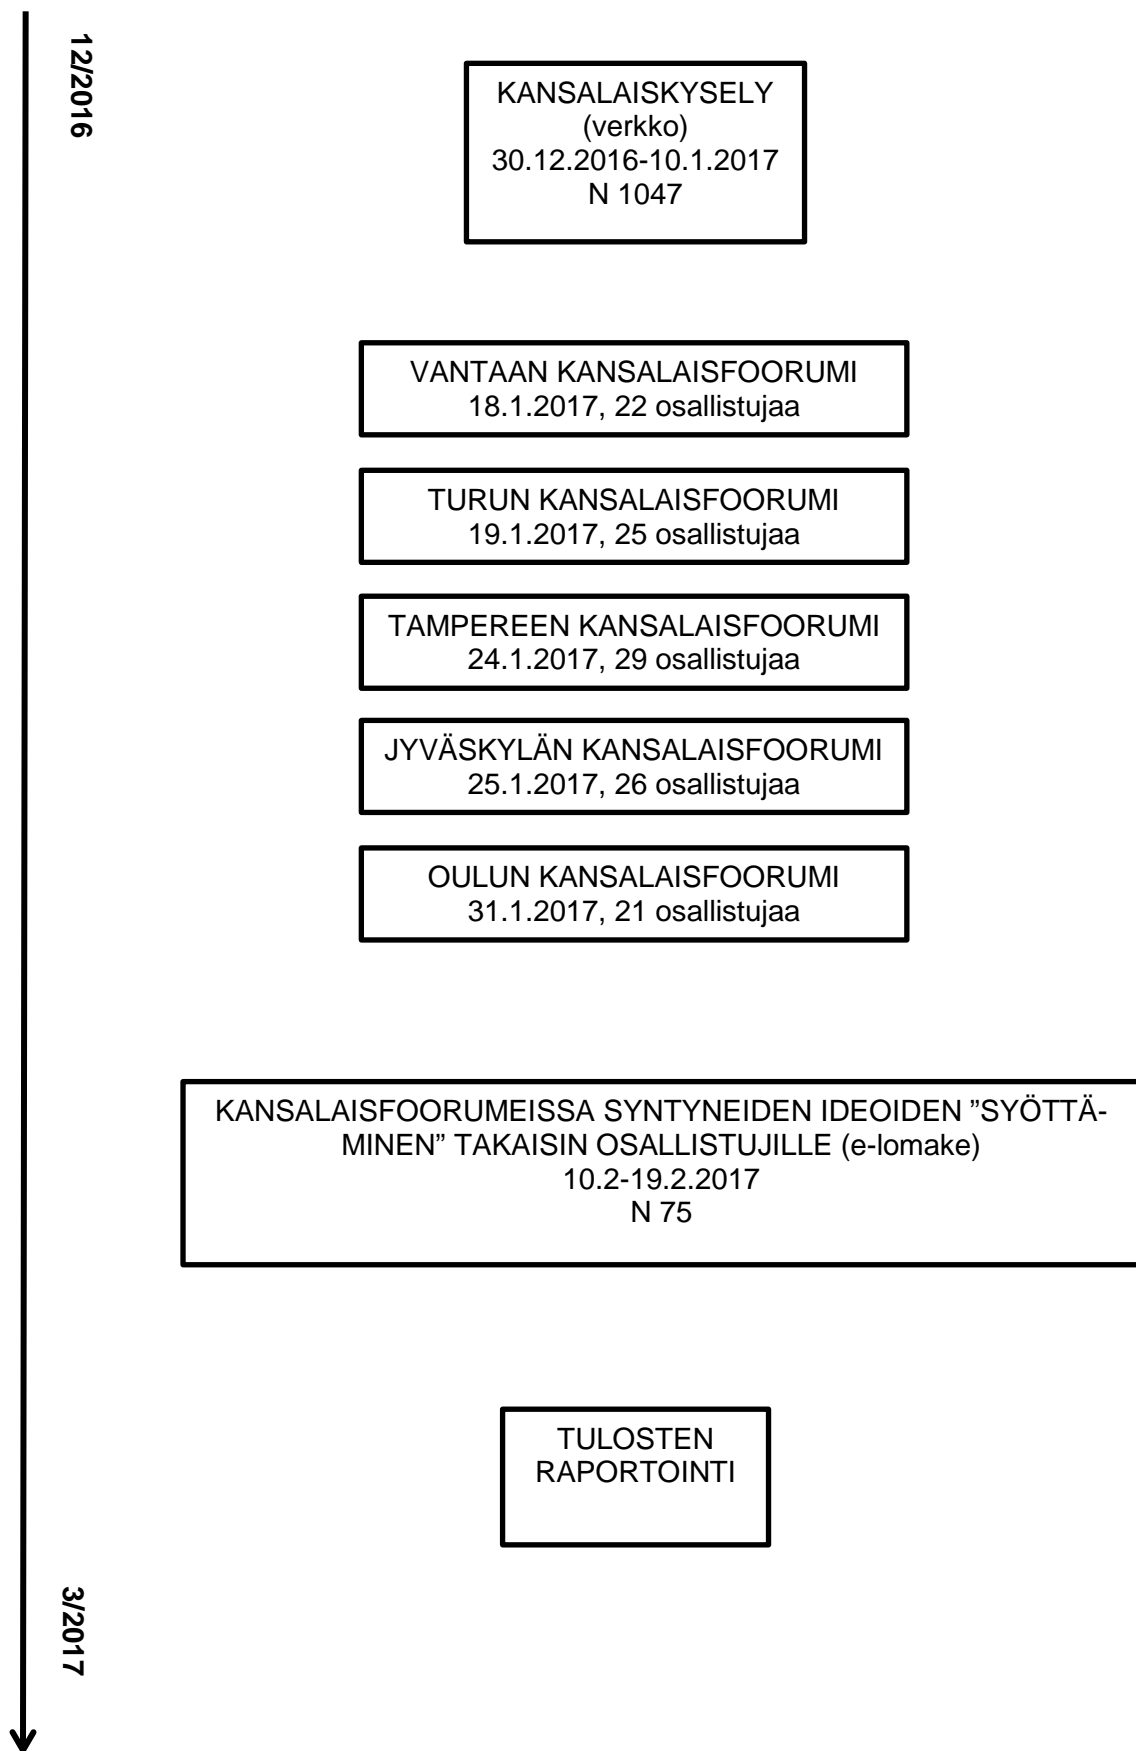 12/2016
KANSALAISKYSELY
(verkko)
30.12.2016-10.1.2017
N 1047
VANTAAN KANSALAISFOORUMI
18.1.2017, 22 osallistujaa
TURUN KANSALAISFOORUMI
19.1.2017, 25 osallistujaa
TAMPEREEN KANSALAISFOORUMI
24.1.2017, 29 osallistujaa
JYVÄSKYLÄN KANSALAISFOORUMI
25.1.2017, 26 osallistujaa
OULUN KANSALAISFOORUMI
31.1.2017, 21 osallistujaa
KANSALAISFOORUMEISSA SYNTYNEIDEN IDEOIDEN ”SYÖTTÄ-
MINEN” TAKAISIN OSALLISTUJILLE (e-lomake)
10.2-19.2.2017
N 75
TULOSTEN
RAPORTOINTI
3/2017